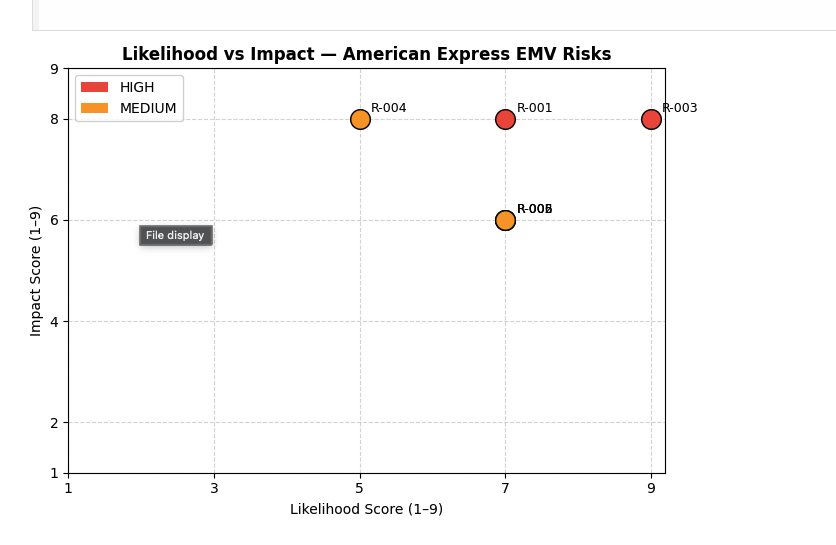 Likelihood vs Impact — American Express EMV Risks
HIGH
MEDIUM
R-004
R-001
R-003
File display
Impact Score (1–9)
9
8
6
4
2
1
1
3
5
7
9
Likelihood Score (1–9)